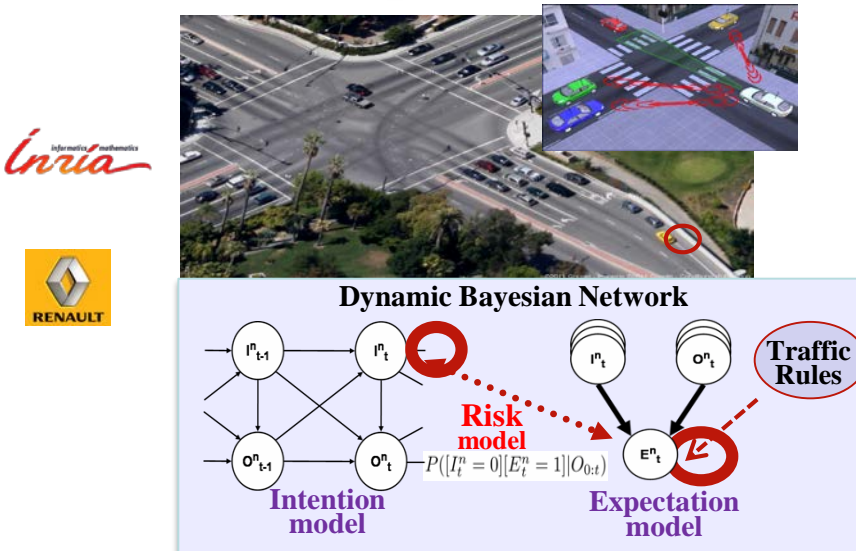 informatics mathematics
Inria
RENAULT
Dynamic Bayesian Network
Iⁿt-1
Iⁿt
Iⁿt
Oⁿt
Traffic
Rules
Risk
model
Oⁿt-1
Oⁿt
P([Iⁿt = 0][Eⁿt = 1]|O0:t)
Eⁿt
Intention
model
Expectation
model